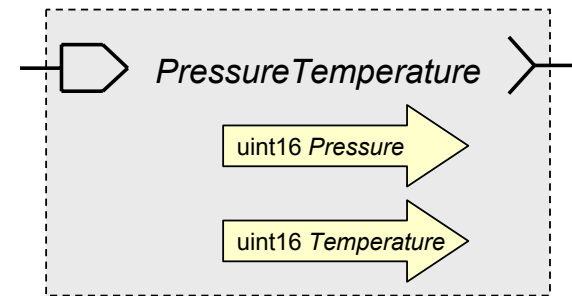 PressureTemperature
uint16 Pressure
uint16 Temperature